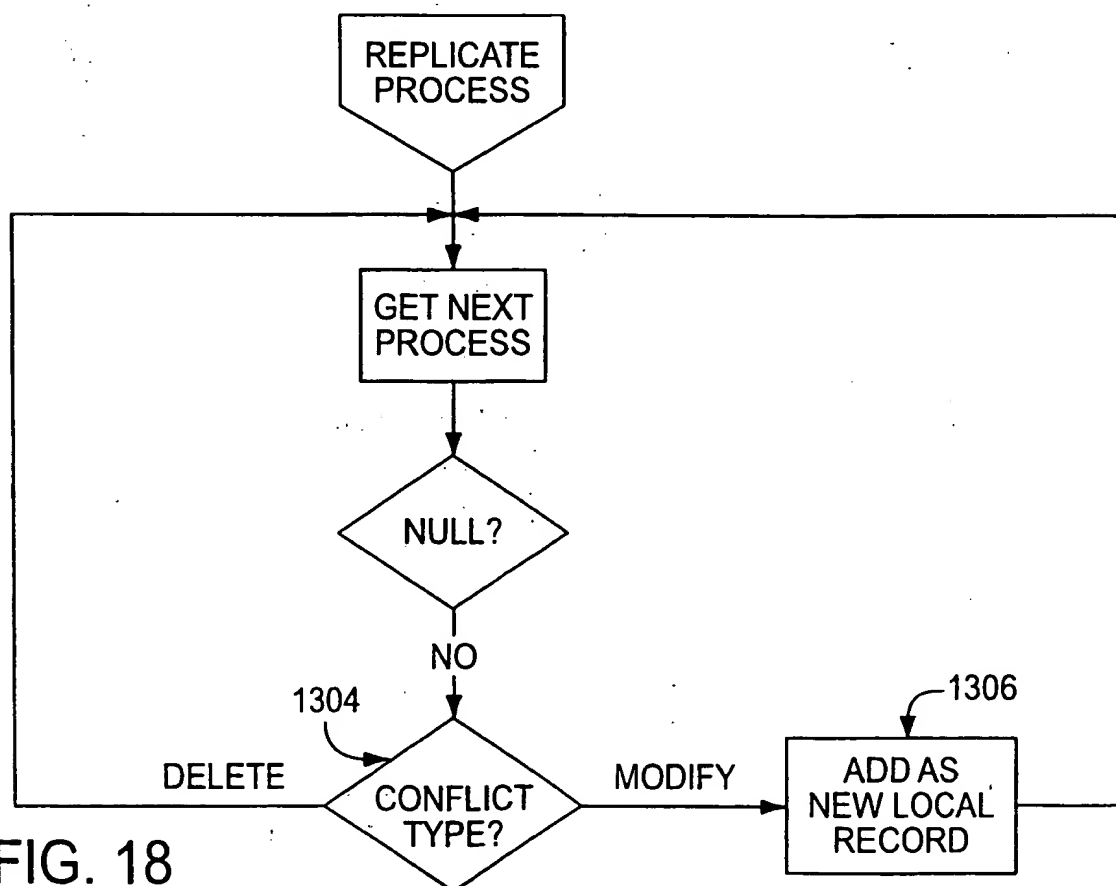 REPLICATE
PROCESS
GET NEXT
PROCESS
NULL?
NO
1304
1306
DELETE
CONFLICT
TYPE?
MODIFY
ADD AS
NEW LOCAL
RECORD
FIG. 18